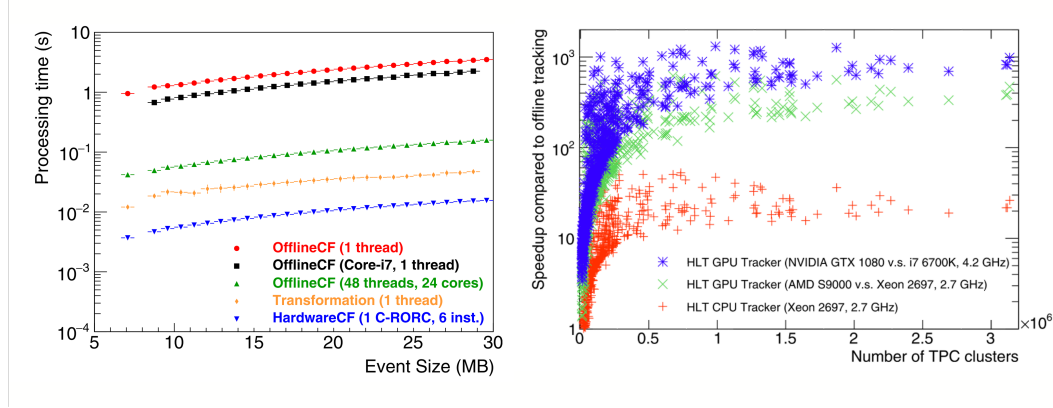 Processing time (s)
10
1
10⁻¹
10⁻²
10⁻³
10⁻⁴
OfflineCF (1 thread)
OfflineCF (Core-i7, 1 thread)
OfflineCF (48 threads, 24 cores)
Transformation (1 thread)
HardwareCF (1 C-RORC, 6 inst.)
5 10 15 20 25 30
Event Size (MB)
Speedup compared to offline tracking
10³
10²
10
1
HLT GPU Tracker (NVIDIA GTX 1080 v.s. i7 6700K, 4.2 GHz)
HLT GPU Tracker (AMD S9000 v.s. Xeon 2697, 2.7 GHz)
HLT CPU Tracker (Xeon 2697, 2.7 GHz)
0 0.5 1 1.5 2 2.5 3
×10⁶
Number of TPC clusters